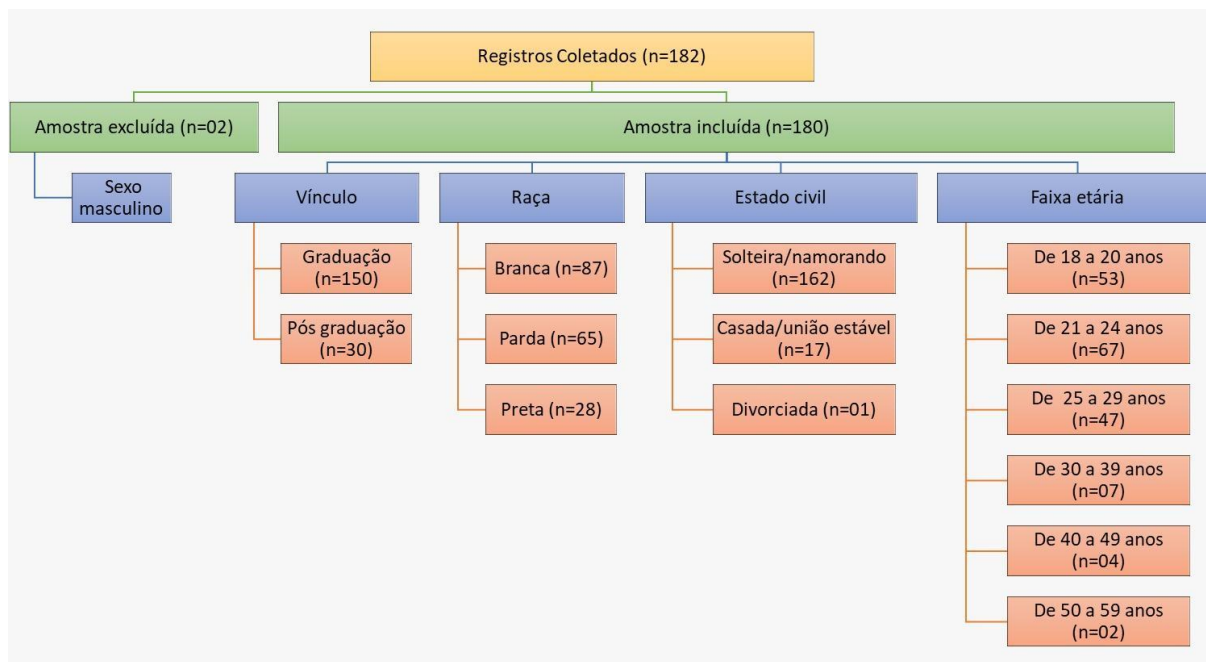 Registros Coletados (n=182)
Amostra excluída (n=02)
Amostra incluída (n=180)
Sexo
masculino
Vínculo
Raça
Estado civil
Faixa etária
Graduação
(n=150)
Pós graduação
(n=30)
Branca (n=87)
Parda (n=65)
Preta (n=28)
Solteira/namorando
(n=162)
Casada/união estável
(n=17)
Divorciada (n=01)
De 18 a 20 anos
(n=53)
De 21 a 24 anos
(n=67)
De 25 a 29 anos
(n=47)
De 30 a 39 anos
(n=07)
De 40 a 49 anos
(n=04)
De 50 a 59 anos
(n=02)